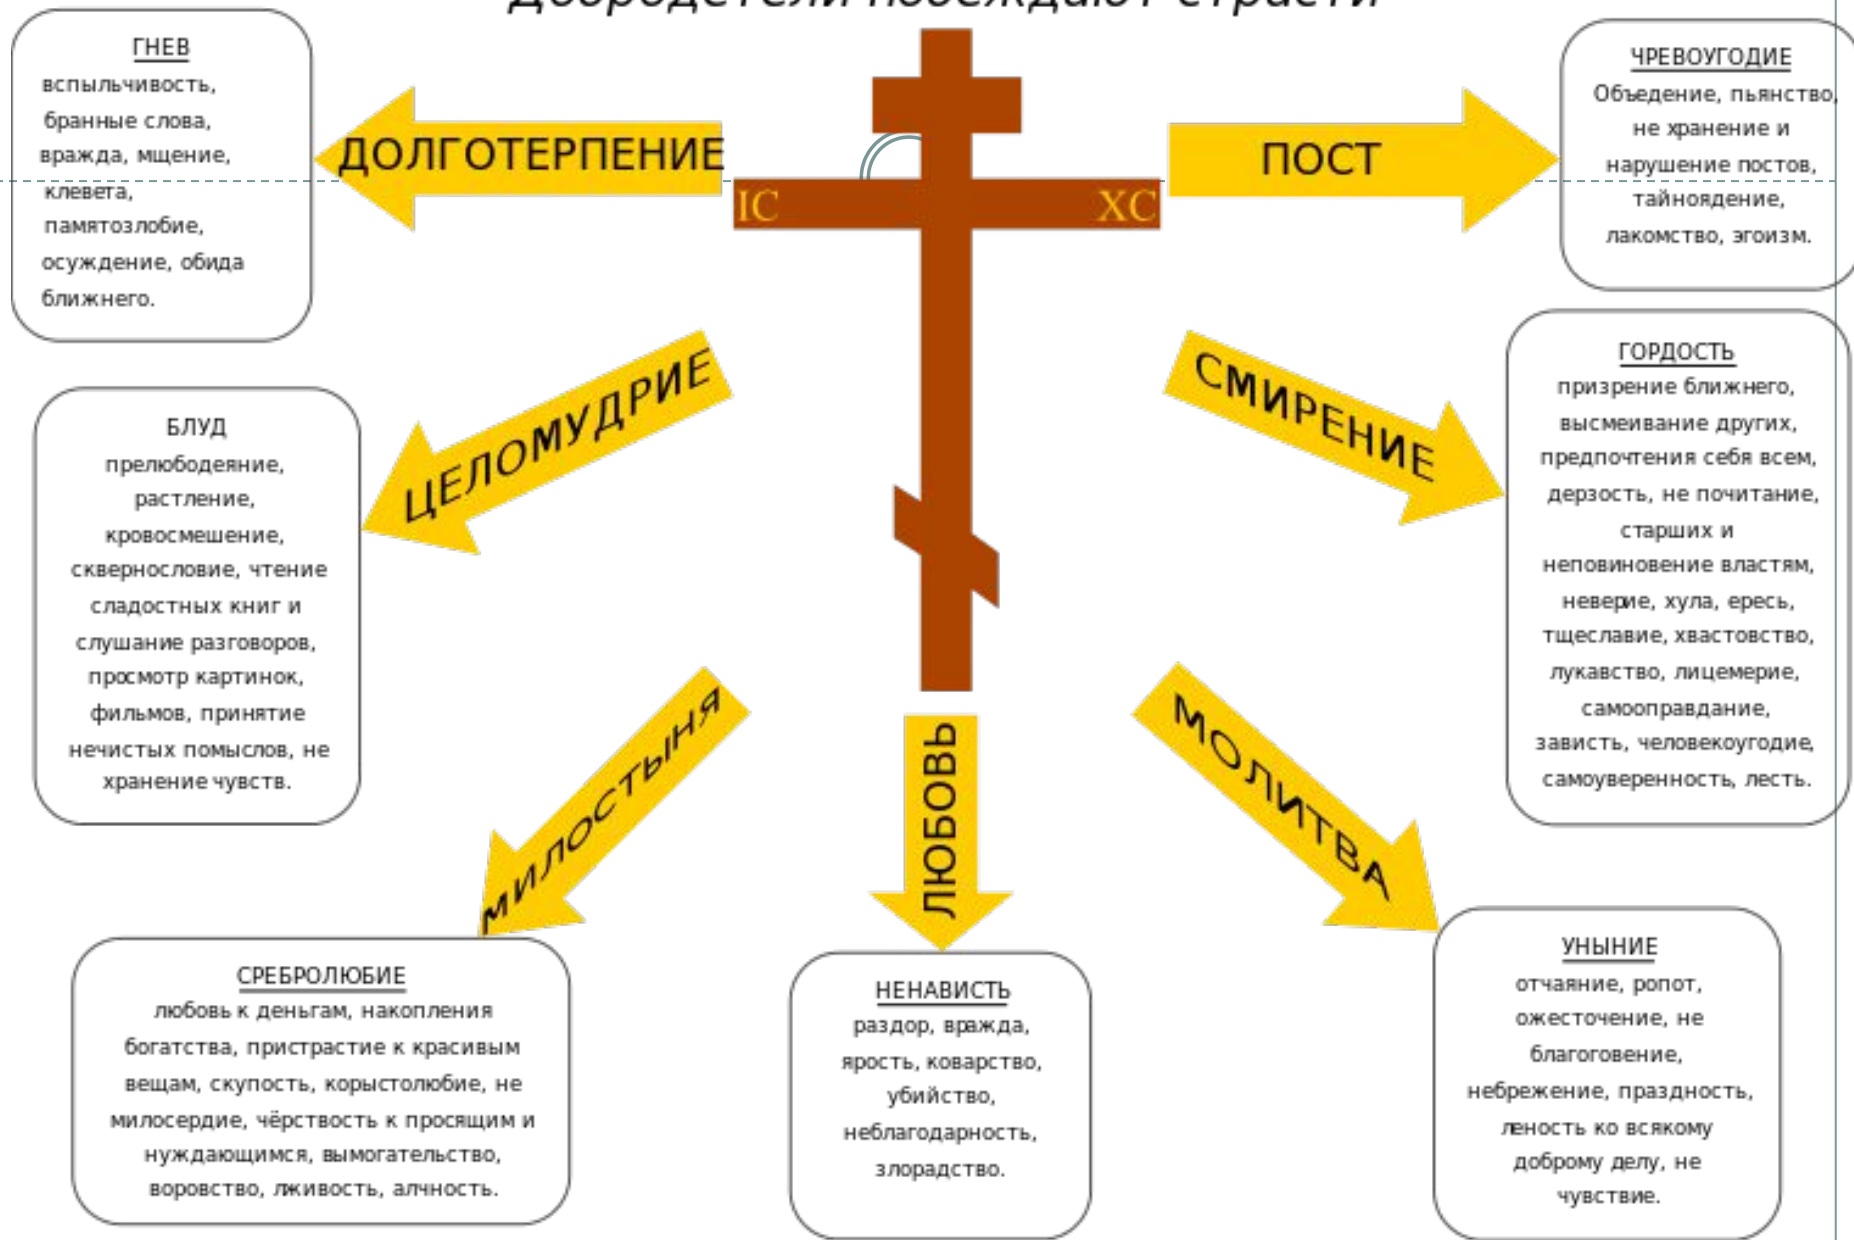 Добродетели побеждают страсти
ГНЕВ
вспыльчивость,
бранные слова,
вражда, мщение,
клевета,
памятозлобие,
осуждение, обида
ближнего.
ДОЛГОТЕРПЕНИЕ
IC
XC
ПОСТ
ЧРЕВОУГОДИЕ
Объедение, пьянство,
не хранение и
нарушение постов,
тайноядение,
лакомство, эгоизм.
ЦЕЛОМУДРИЕ
БЛУД
прелюбодеяние,
растление,
кровосмешение,
сквернословие, чтение
сладостных книг и
слушание разговоров,
просмотр картинок,
фильмов, принятие
нечистых помыслов, не
хранение чувств.
СМИРЕНИЕ
ГОРДОСТЬ
призрение ближнего,
высмеивание других,
предпочтения себя всем,
дерзость, не почитание,
старших и
неповиновение властям,
неверие, хула, ересь,
тщеславие, хвастовство,
лукавство, лицемерие,
самооправдание,
зависть, человекоугодие,
самоуверенность, лесть.
МИЛОСТЫНЯ
СРЕБРОЛЮБИЕ
любовь к деньгам, накопления
богатства, пристрастие к красивым
вещам, скупость, корыстолюбие, не
милосердие, чёрствость к просящим и
нуждающимся, вымогательство,
воровство, лживость, алчность.
ЛЮБОВЬ
НЕНАВИСТЬ
раздор, вражда,
ярость, коварство,
убийство,
неблагодарность,
злорадство.
МОЛИТВА
УНЫНИЕ
отчаяние, ропот,
ожесточение, не
благоговение,
небрежение, праздность,
леность ко всякому
доброму делу, не
чувствие.